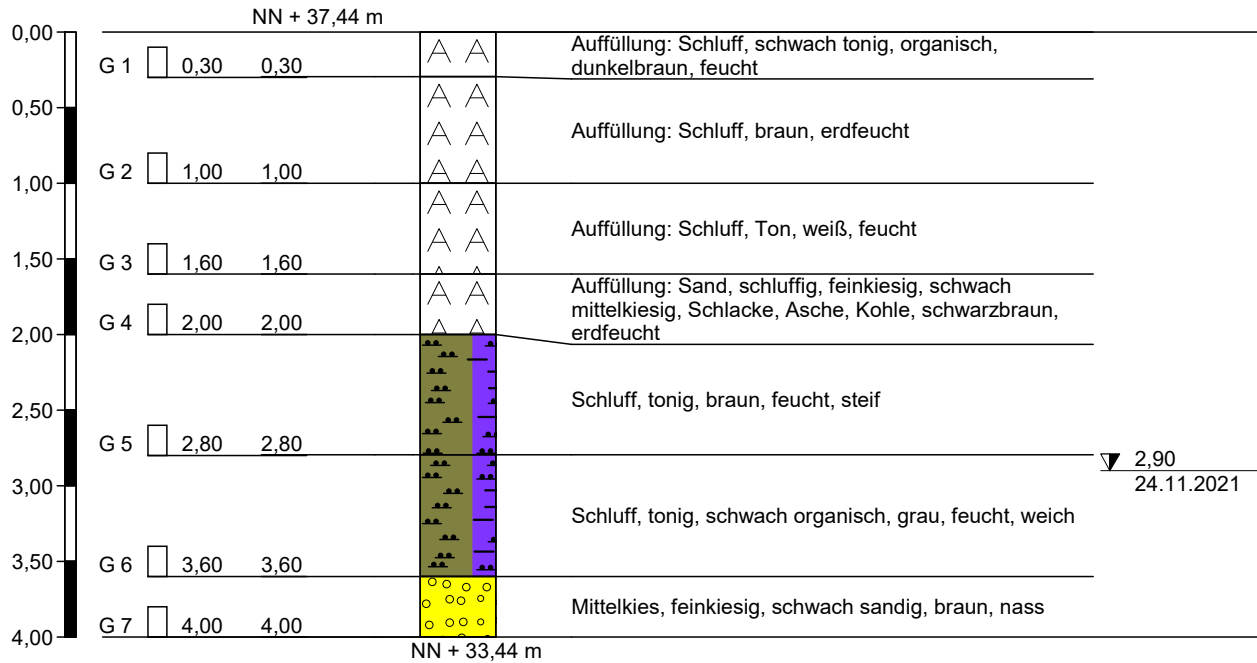 NN + 37,44 m
0,00
Auffüllung: Schluff, schwach tonig, organisch,
dunkelbraun, feucht
G 1 0,30 0,30
0,50
Auffüllung: Schluff, braun, erdfeucht
G 2 1,00 1,00
1,00
Auffüllung: Schluff, Ton, weiß, feucht
G 3 1,60 1,60
1,50
Auffüllung: Sand, schluffig, feinkiesig, schwach
mittelkiesig, Schlacke, Asche, Kohle, schwarzbraun,
erdfeucht
G 4 2,00 2,00
2,00
Schluff, tonig, braun, feucht, steif
2,50
G 5 2,80 2,80
2,90
24.11.2021
3,00
Schluff, tonig, schwach organisch, grau, feucht, weich
3,50
G 6 3,60 3,60
Mittelkies, feinkiesig, schwach sandig, braun, nass
G 7 4,00 4,00
4,00
NN + 33,44 m